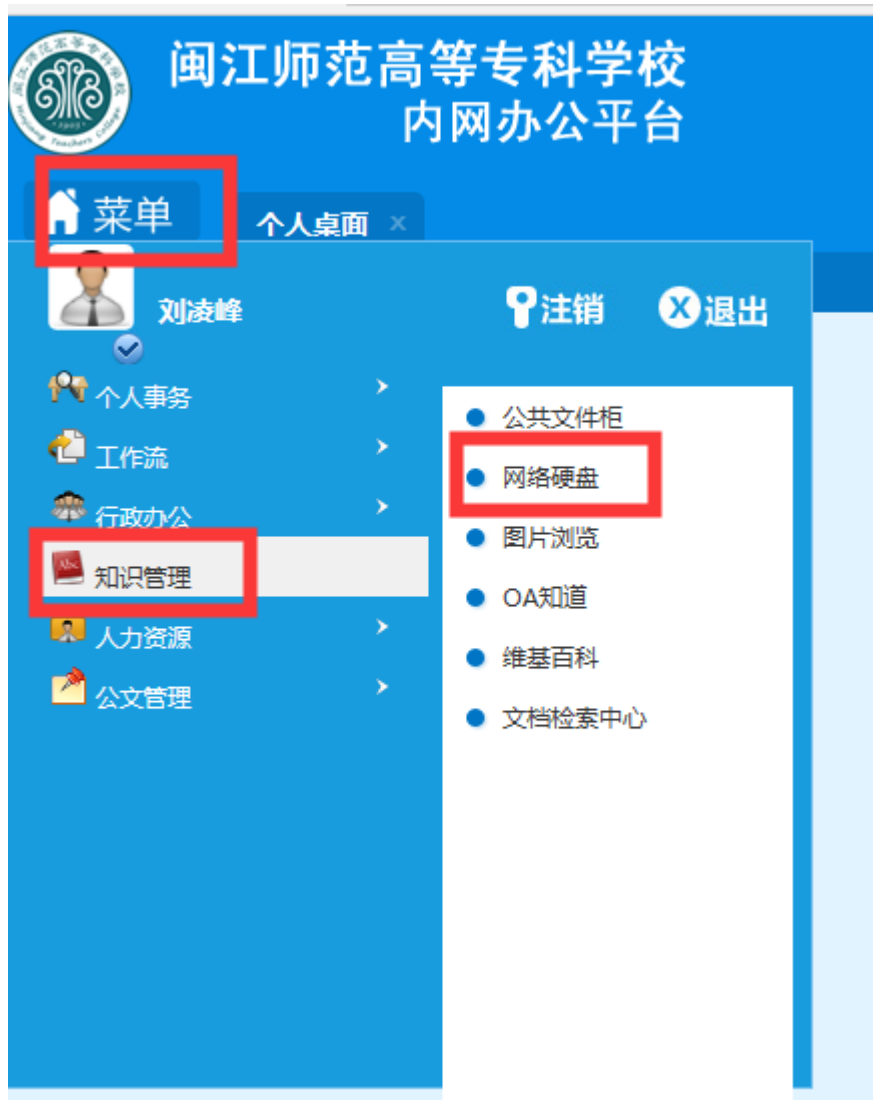 闽江师范高等专科学校
内网办公平台
菜单
个人桌面 ×
刘凌峰
注销
退出
个人事务
工作流
行政办公
知识管理
人力资源
公文管理
公共文件柜
网络硬盘
图片浏览
OA知道
维基百科
文档检索中心